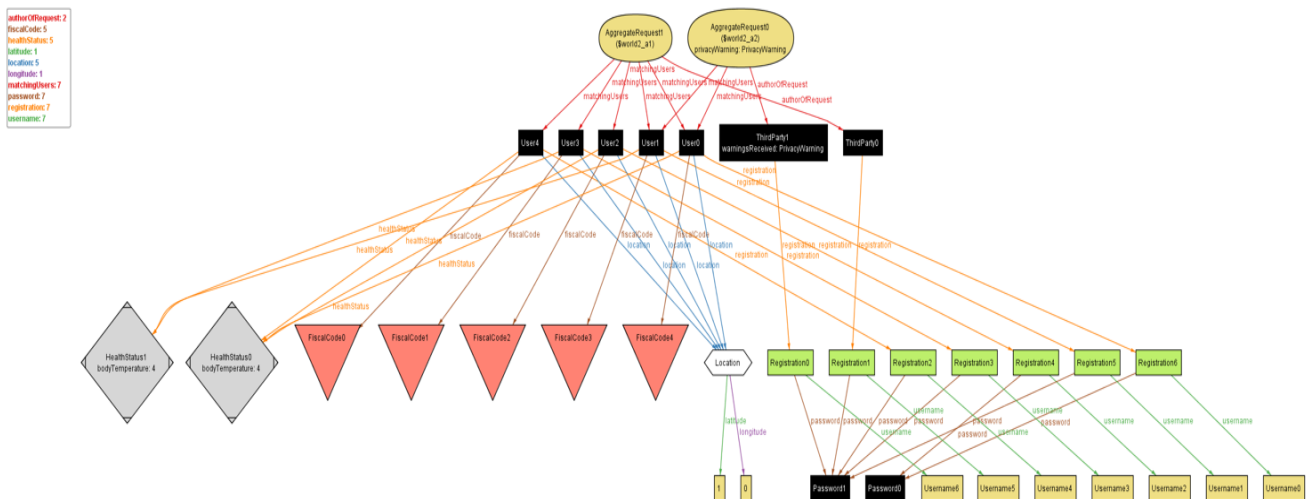 authorOfRequest: 2
fiscalCode: 5
healthStatus: 5
latitude: 1
location: 5
longitude: 1
matchingUsers: 7
password: 7
registration: 7
username: 7
AggregateRequest1
($world2_a1)
AggregateRequest0
($world2_a2)
privacyWarning: PrivacyWarning
matchingUsers
matchingUsers
matchingUsers
matchingUsers
authorOfRequest
matchingUsers
matchingUsers
matchingUsers
authorOfRequest
User4
User3
User2
User1
User0
ThirdParty1
warningsReceived: PrivacyWarning
ThirdParty0
registration
registration
healthStatus
healthStatus
healthStatus
healthStatus
healthStatus
fiscalCode
fiscalCode
fiscalCode
fiscalCode
fiscalCode
location
location
location
location
location
registration
registration
registration
registration
registration
HealthStatus1
bodyTemperature: 4
HealthStatus0
bodyTemperature: 4
FiscalCode0
FiscalCode1
FiscalCode2
FiscalCode3
FiscalCode4
Location
Registration0
Registration1
Registration2
Registration3
Registration4
Registration5
Registration6
latitude
longitude
password
password
password
password
password
password
password
username
username
username
username
username
username
username
1
0
Password1
Password0
Username6
Username5
Username4
Username3
Username2
Username1
Username0